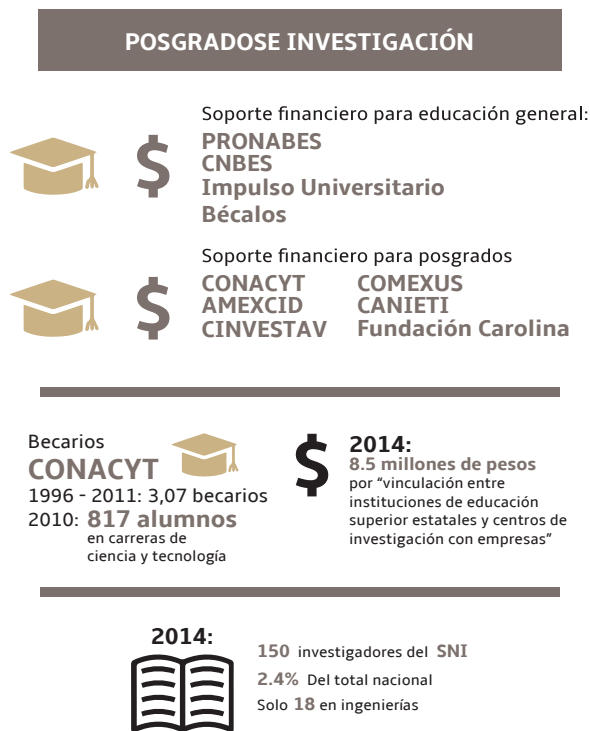 POSGRADOSE INVESTIGACIÓN
Soporte financiero para educación general:
$
PRONABES
CNBES
Impulso Universitario
Bécalos
Soporte financiero para posgrados
$
CONACYT COMEXUS
AMEXCID CANIETI
CINVESTAV Fundación Carolina
Becarios
CONACYT
1996 - 2011: 3,07 becarios
2010: 817 alumnos
en carreras de
ciencia y tecnología
$
2014:
8.5 millones de pesos
por “vinculación entre
instituciones de educación
superior estatales y centros de
investigación con empresas”
2014:
150 investigadores del SNI
2.4% Del total nacional
Solo 18 en ingenierías